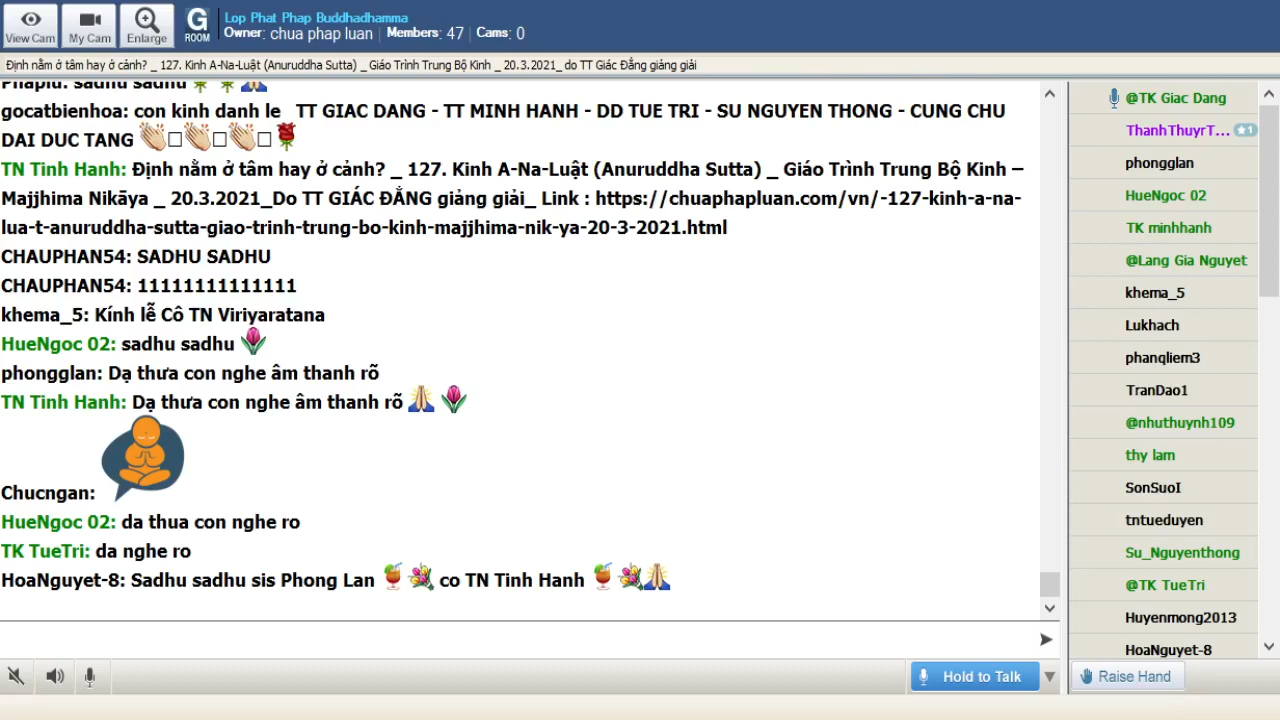 View Cam
My Cam
Enlarge
G
ROOM
Lop Phat Phap Buddhadhamma
Owner: chua phap luan Members: 47 Cams: 0
Định nằm ở tâm hay ở cảnh? _ 127. Kinh A-Na-Luật (Anuruddha Sutta) _ Giáo Trình Trung Bộ Kinh _ 20.3.2021_ do TT Giác Đẳng giảng giải
Phaplu: sadhu sadhu
gocatbienhoa: con kinh danh le TT GIAC DANG - TT MINH HANH - DD TUE TRI - SU NGUYEN THONG - CUNG CHU
DAI DUC TANG
TN Tinh Hanh: Định nằm ở tâm hay ở cảnh? _ 127. Kinh A-Na-Luật (Anuruddha Sutta) _ Giáo Trình Trung Bộ Kinh –
Majjhima Nikāya _ 20.3.2021_Do TT GIÁC ĐẲNG giảng giải_ Link : https://chuaphapluan.com/vn/-127-kinh-a-na-
lua-t-anuruddha-sutta-giao-trinh-trung-bo-kinh-majjhima-nik-ya-20-3-2021.html
CHAUPHAN54: SADHU SADHU
CHAUPHAN54: 11111111111111
khema_5: Kính lễ Cô TN Viriyaratana
HueNgoc 02: sadhu sadhu
phongglan: Dạ thưa con nghe âm thanh rõ
TN Tinh Hanh: Dạ thưa con nghe âm thanh rõ
Chucngan:
HueNgoc 02: da thua con nghe ro
TK TueTri: da nghe ro
HoaNguyet-8: Sadhu sadhu sis Phong Lan co TN Tinh Hanh
Hold to Talk
@TK Giac Dang
ThanhThuyrT... 1
phongglan
HueNgoc 02
TK minhhanh
@Lang Gia Nguyet
khema_5
Lukhach
phanqliem3
TranDao1
@nhuthuynh109
thy lam
SonSuoI
tntueduyen
Su_Nguyenthong
@TK TueTri
Huyenmong2013
HoaNguyet-8
Raise Hand